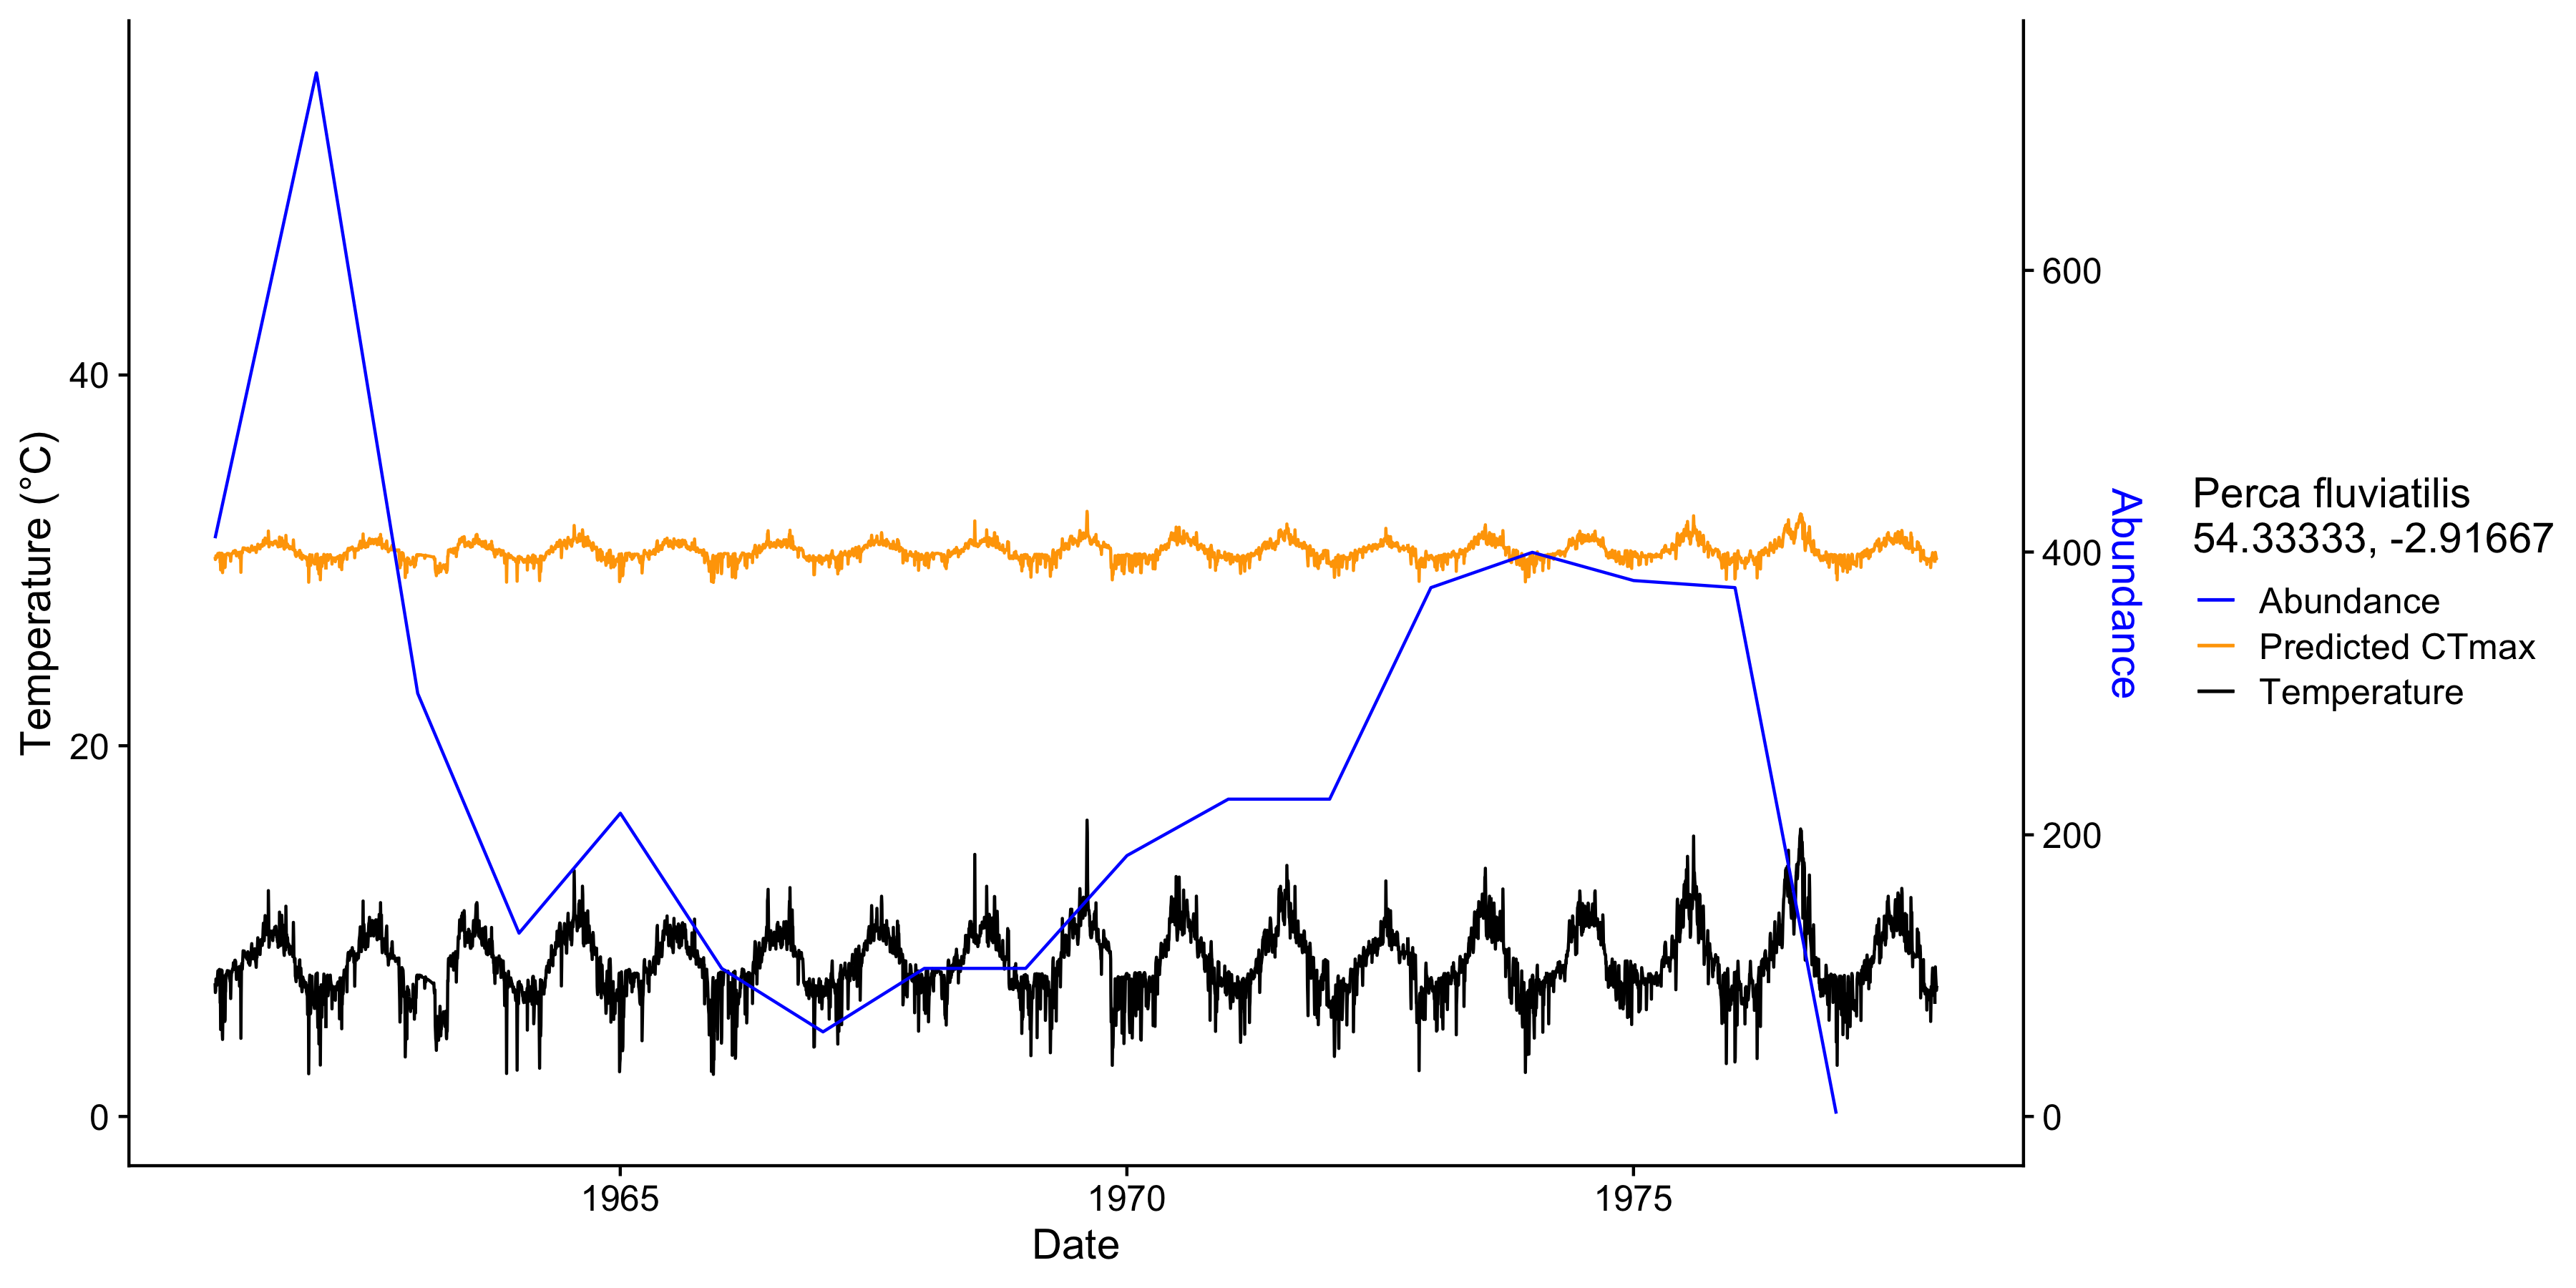 Temperature (°C)
40
20
0
1965
1970
1975
Date
600
400
200
0
Abundance
Perca fluviatilis
54.33333, -2.91667
Abundance
Predicted CTmax
Temperature